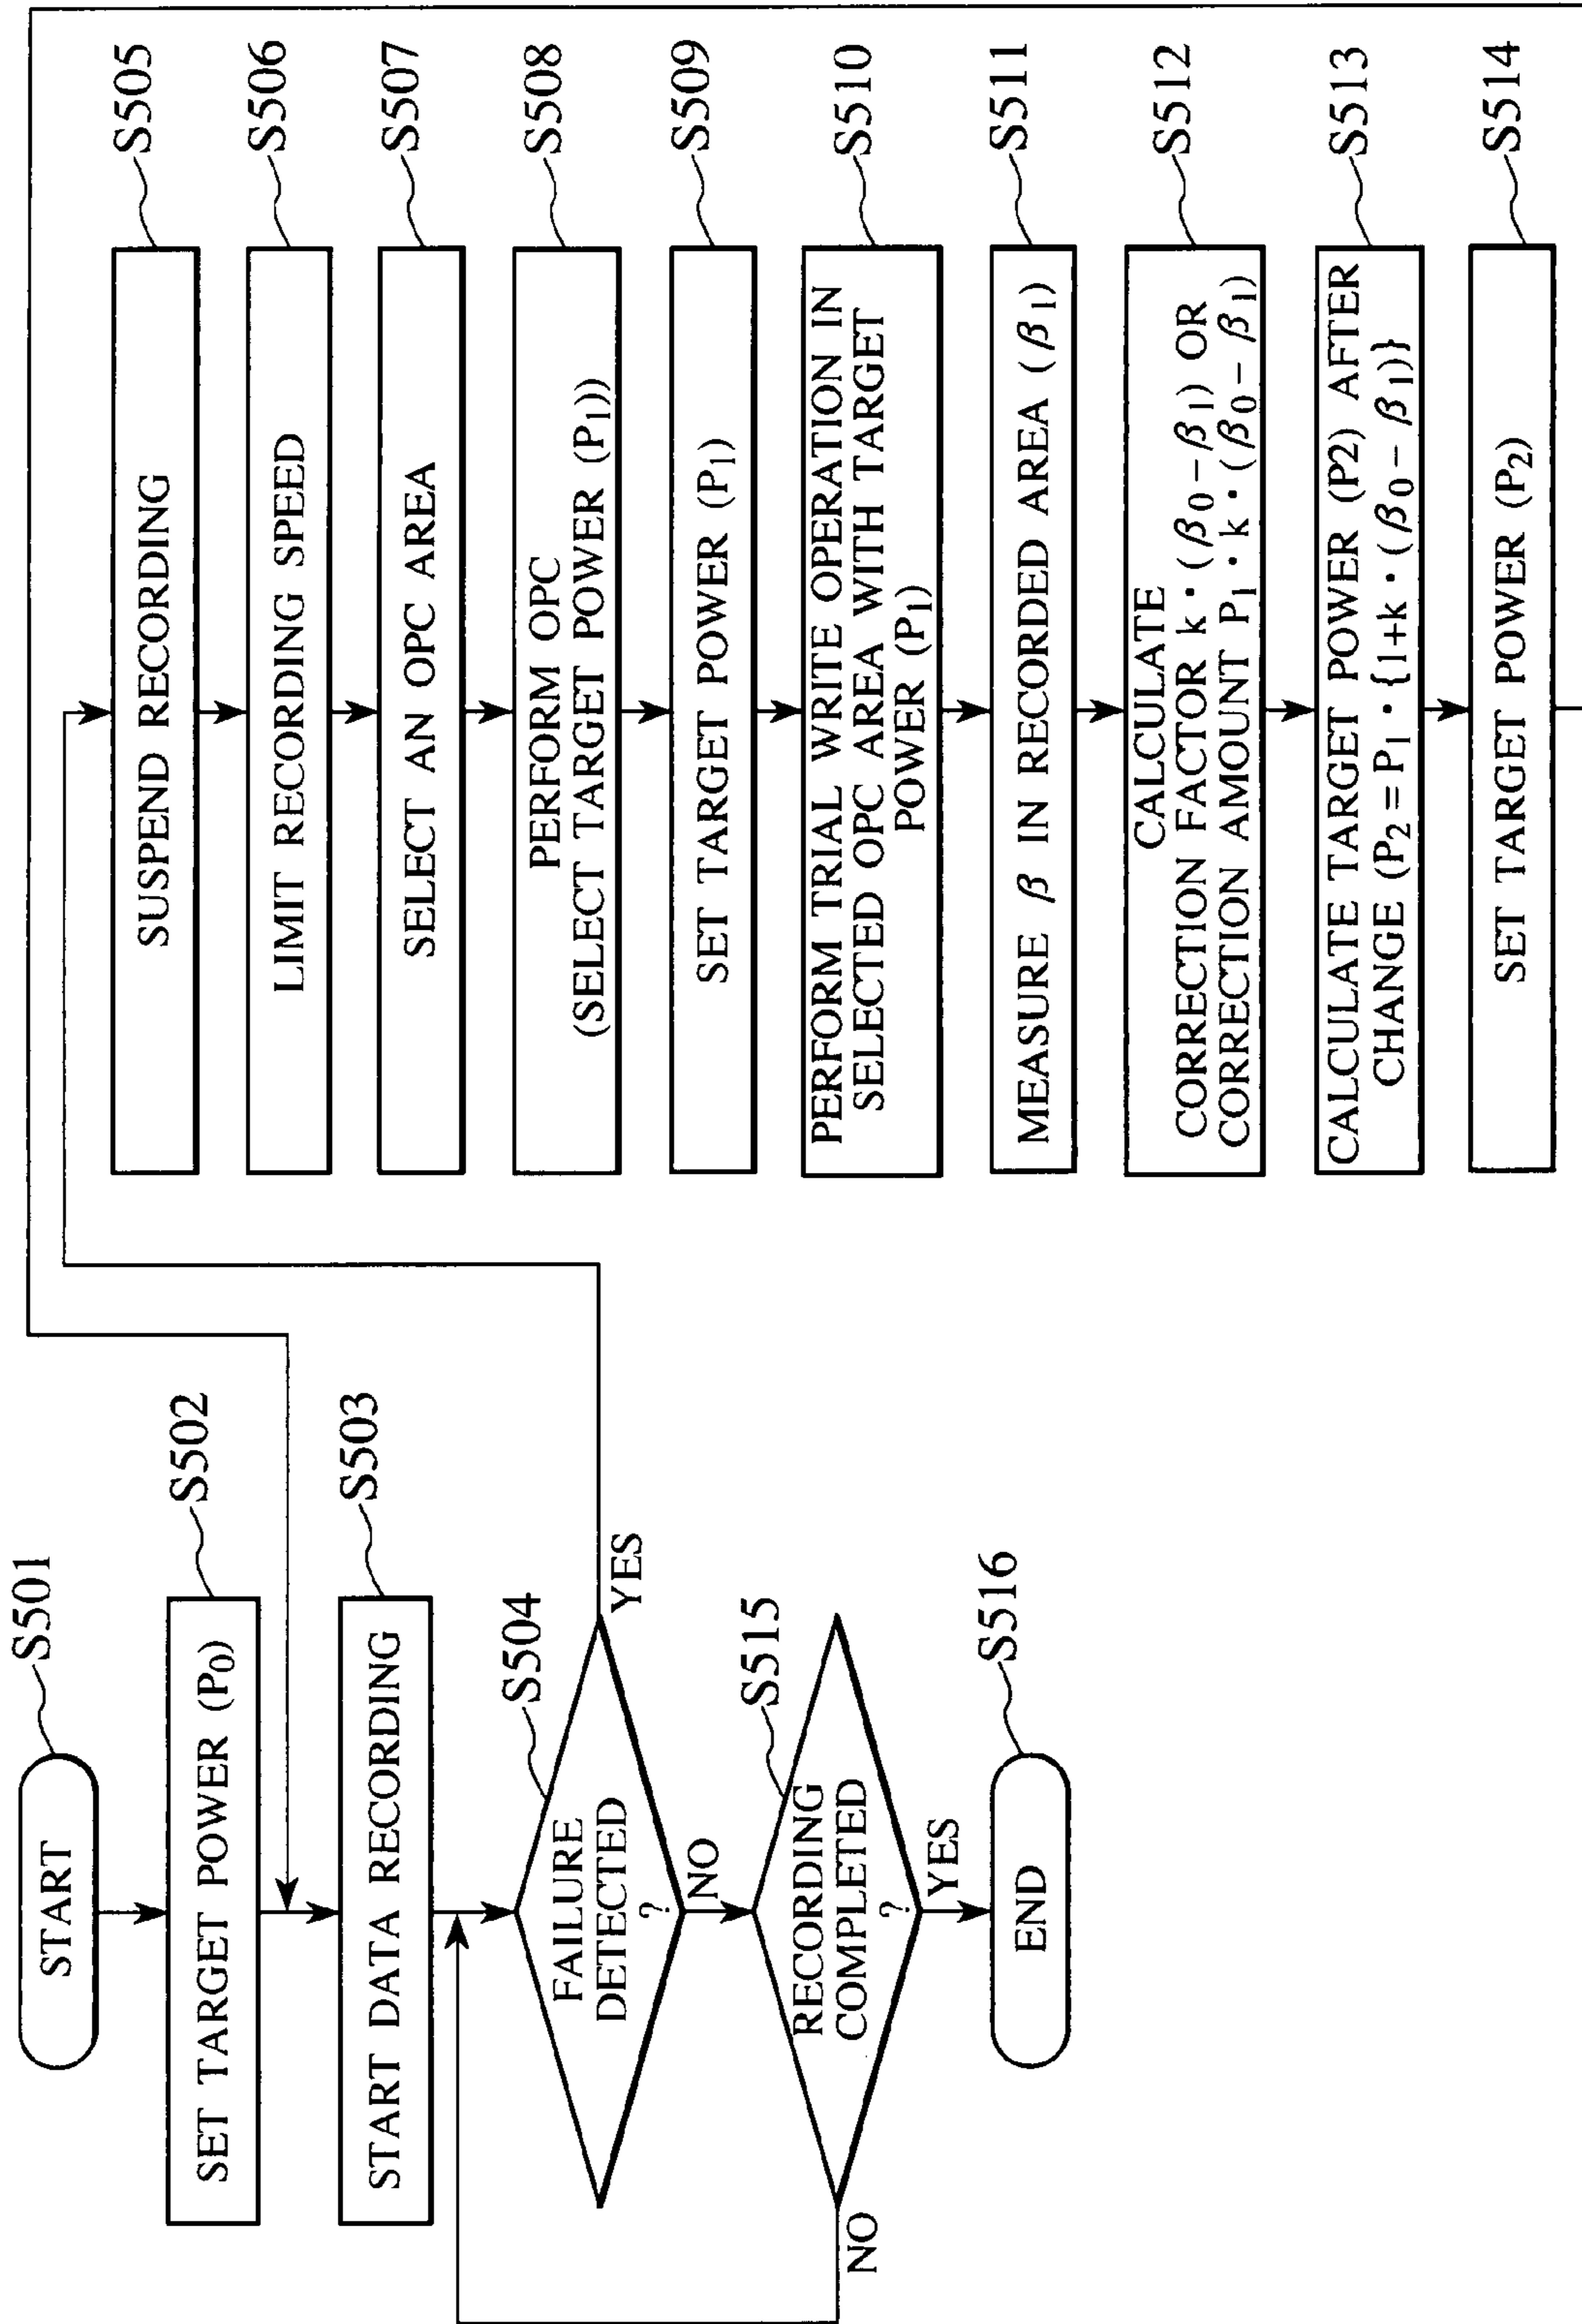 START
S501
SET TARGET POWER (P0)
S502
START DATA RECORDING
S503
FAILURE
DETECTED
?
S504
YES
NO
RECORDING
COMPLETED
?
S515
NO
YES
END
S516
SUSPEND RECORDING
S505
LIMIT RECORDING SPEED
S506
SELECT AN OPC AREA
S507
PERFORM OPC
(SELECT TARGET POWER (P1))
S508
SET TARGET POWER (P1)
S509
PERFORM TRIAL WRITE OPERATION IN
SELECTED OPC AREA WITH TARGET
POWER (P1)
S510
MEASURE β IN RECORDED AREA (β1)
S511
CALCULATE
CORRECTION FACTOR k・(β0−β1) OR
CORRECTION AMOUNT P1・k・(β0−β1)
S512
CALCULATE TARGET POWER (P2) AFTER
CHANGE (P2=P1・{1+k・(β0−β1)}
S513
SET TARGET POWER (P2)
S514